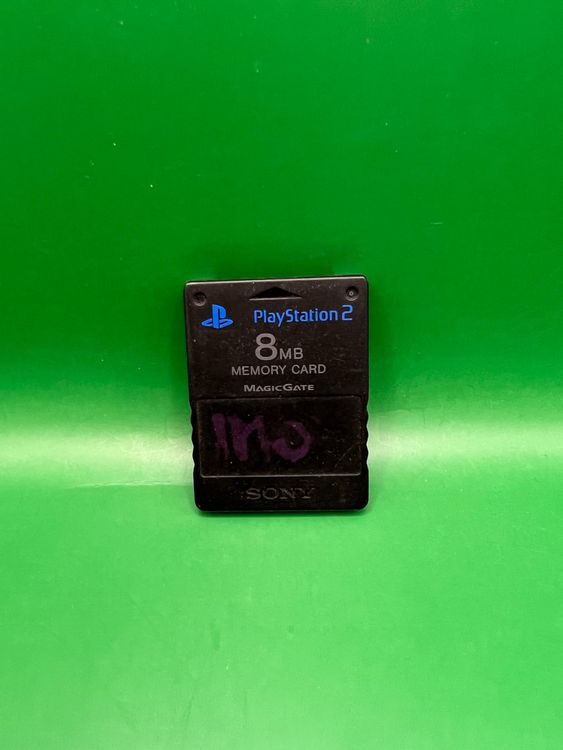 PlayStation 2
8MB
MEMORY CARD
MAGICGATE
SONY